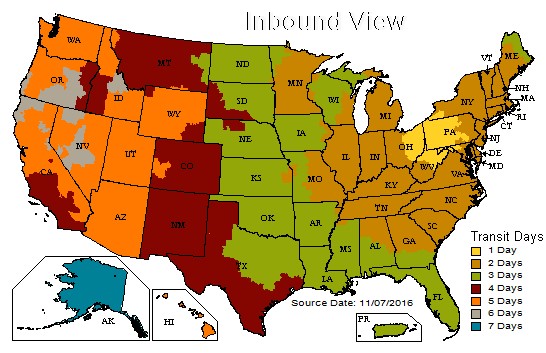 Inbound View
WA
MT
ND
MN
VT
ME
OR
ID
SD
WI
MI
NY
NH
MA
RI
CT
WY
NE
IA
PA
NJ
NV
UT
CO
IL
IN
OH
WV
DE
MD
VA
CA
KS
MO
KY
AZ
NM
OK
AR
TN
NC
SC
TX
MS
AL
GA
LA
FL
Transit Days
1 Day
2 Days
3 Days
4 Days
5 Days
6 Days
7 Days
Source Date: 11/07/2016
AK
HI
PR